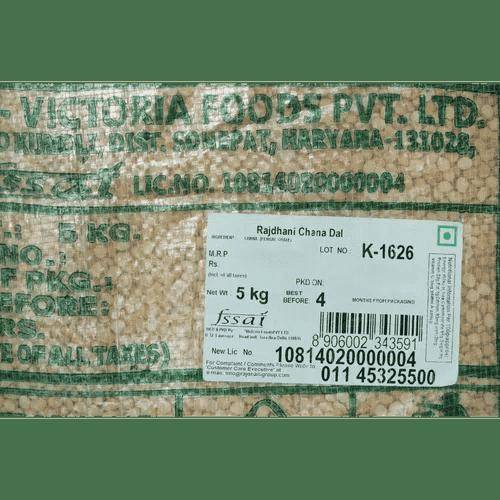 - VICTORIA FOODS PVT. LTD.
KUNDLI, DIST. SONEPAT, HARYANA-131028,
fssai LIC.NO. 10814020000004
.: 5 KG.
NO.:
PKG.:
ORE:
S.
OF ALL TAXES)
Rajdhani Chana Dal
INGREDIENT:
LOT NO: K-1626
M.R.P
Rs.
(Incl. of all taxes)
PKD ON:
Net Wt 5 kg BEST BEFORE: 4 MONTHS FROM PACKAGING
fssai
8 906002 343591
New Lic No. 10814020000004
For Complaint / Comments Please Write to
"Customer Care Executive" at
011 45325500